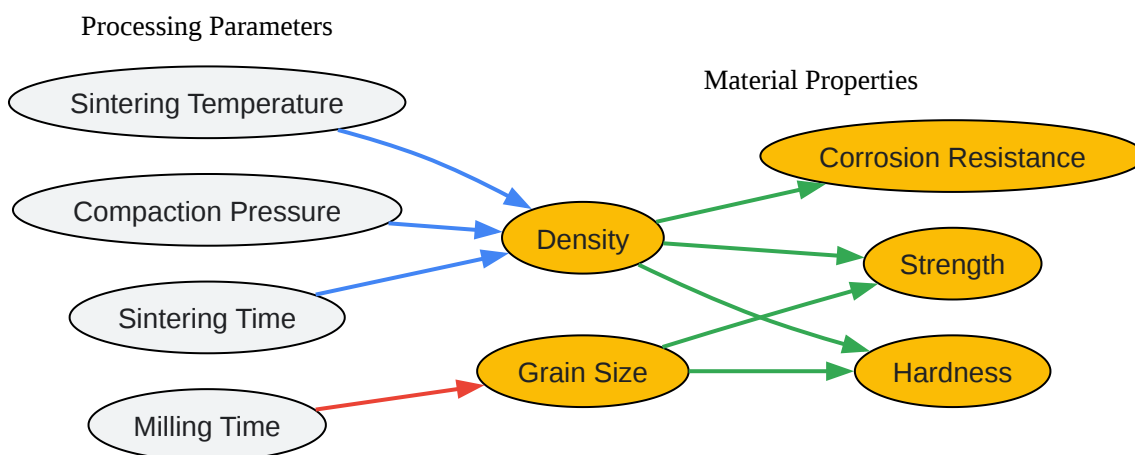 Processing Parameters
Sintering Temperature
Compaction Pressure
Sintering Time
Milling Time
Density
Grain Size
Material Properties
Corrosion Resistance
Strength
Hardness